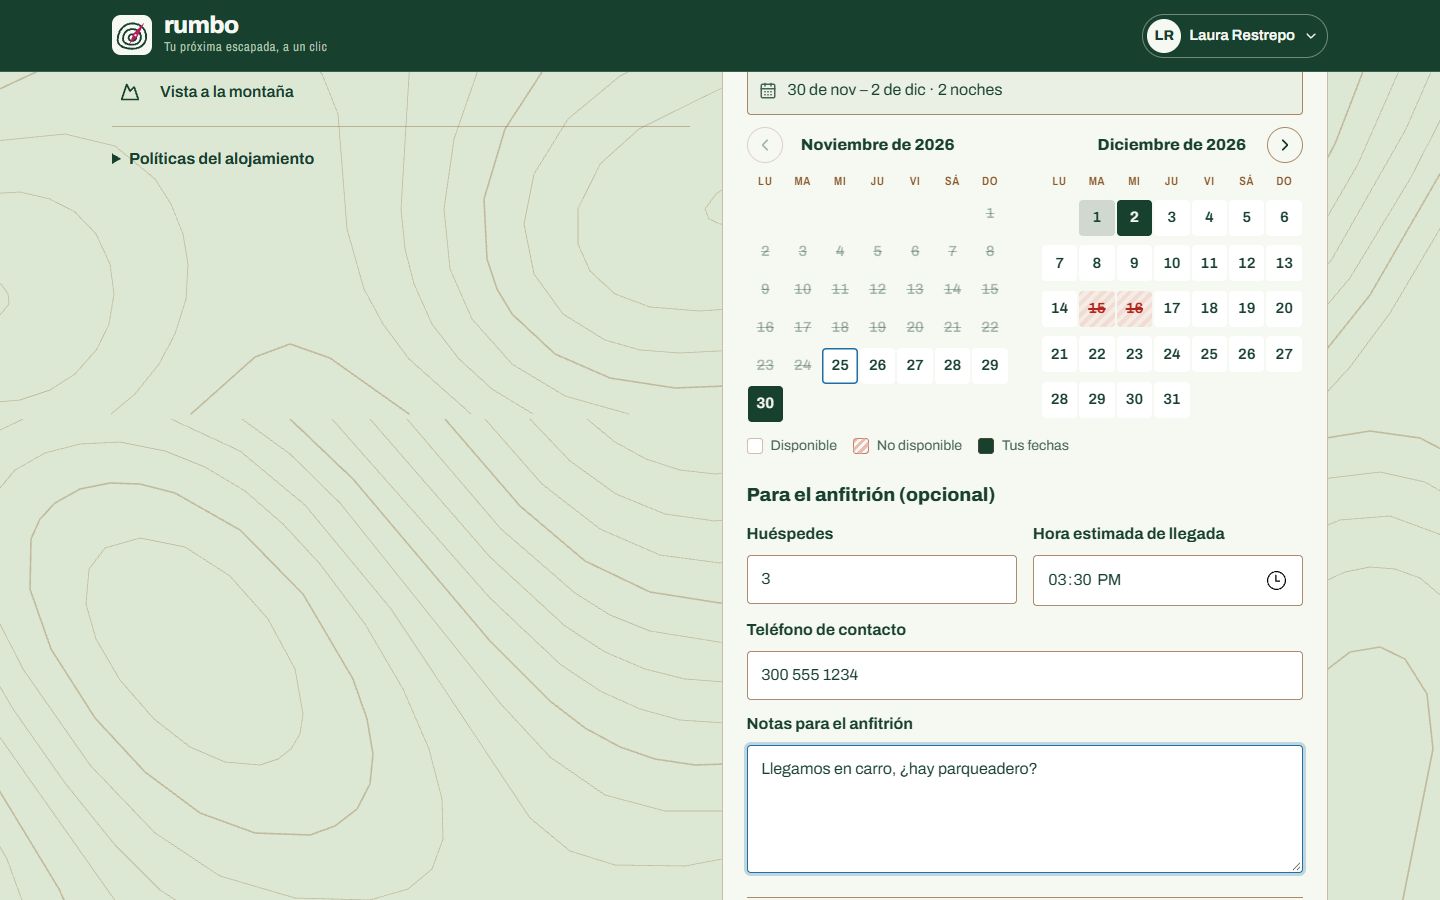 rumbo
Tu próxima escapada, a un clic
LR Laura Restrepo
Vista a la montaña
Políticas del alojamiento
30 de nov – 2 de dic · 2 noches
Noviembre de 2026
LU MA MI JU VI SÁ DO
1
2 3 4 5 6 7 8
9 10 11 12 13 14 15
16 17 18 19 20 21 22
23 24 25 26 27 28 29
30
Diciembre de 2026
LU MA MI JU VI SÁ DO
1 2 3 4 5 6
7 8 9 10 11 12 13
14 15 16 17 18 19 20
21 22 23 24 25 26 27
28 29 30 31
Disponible No disponible Tus fechas
Para el anfitrión (opcional)
Huéspedes
3
Hora estimada de llegada
03:30 PM
Teléfono de contacto
300 555 1234
Notas para el anfitrión
Llegamos en carro, ¿hay parqueadero?